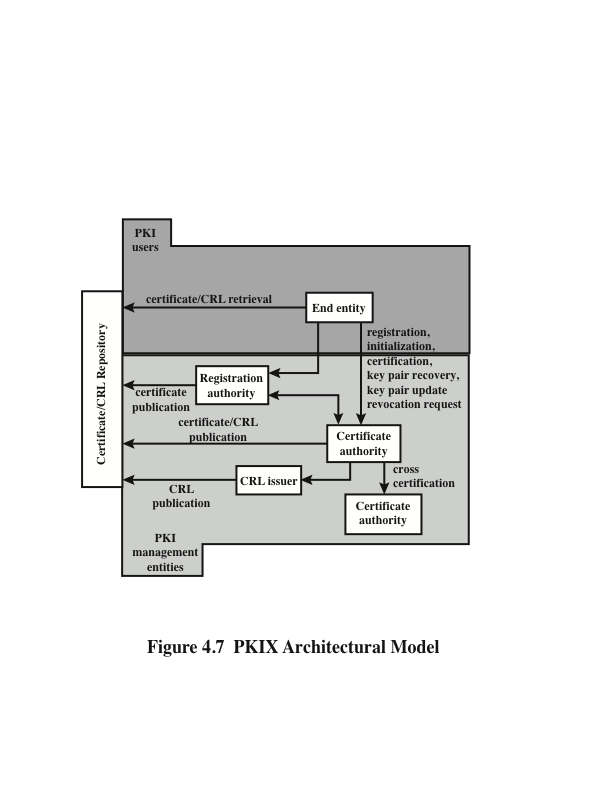 PKI
users
certificate/CRL retrieval
End entity
Certificate/CRL Repository
registration,
initialization,
certification,
key pair recovery,
key pair update
revocation request
Registration
authority
certificate
publication
certificate/CRL
publication
Certificate
authority
CRL issuer
CRL
publication
cross
certification
Certificate
authority
PKI
management
entities
Figure 4.7 PKIX Architectural Model